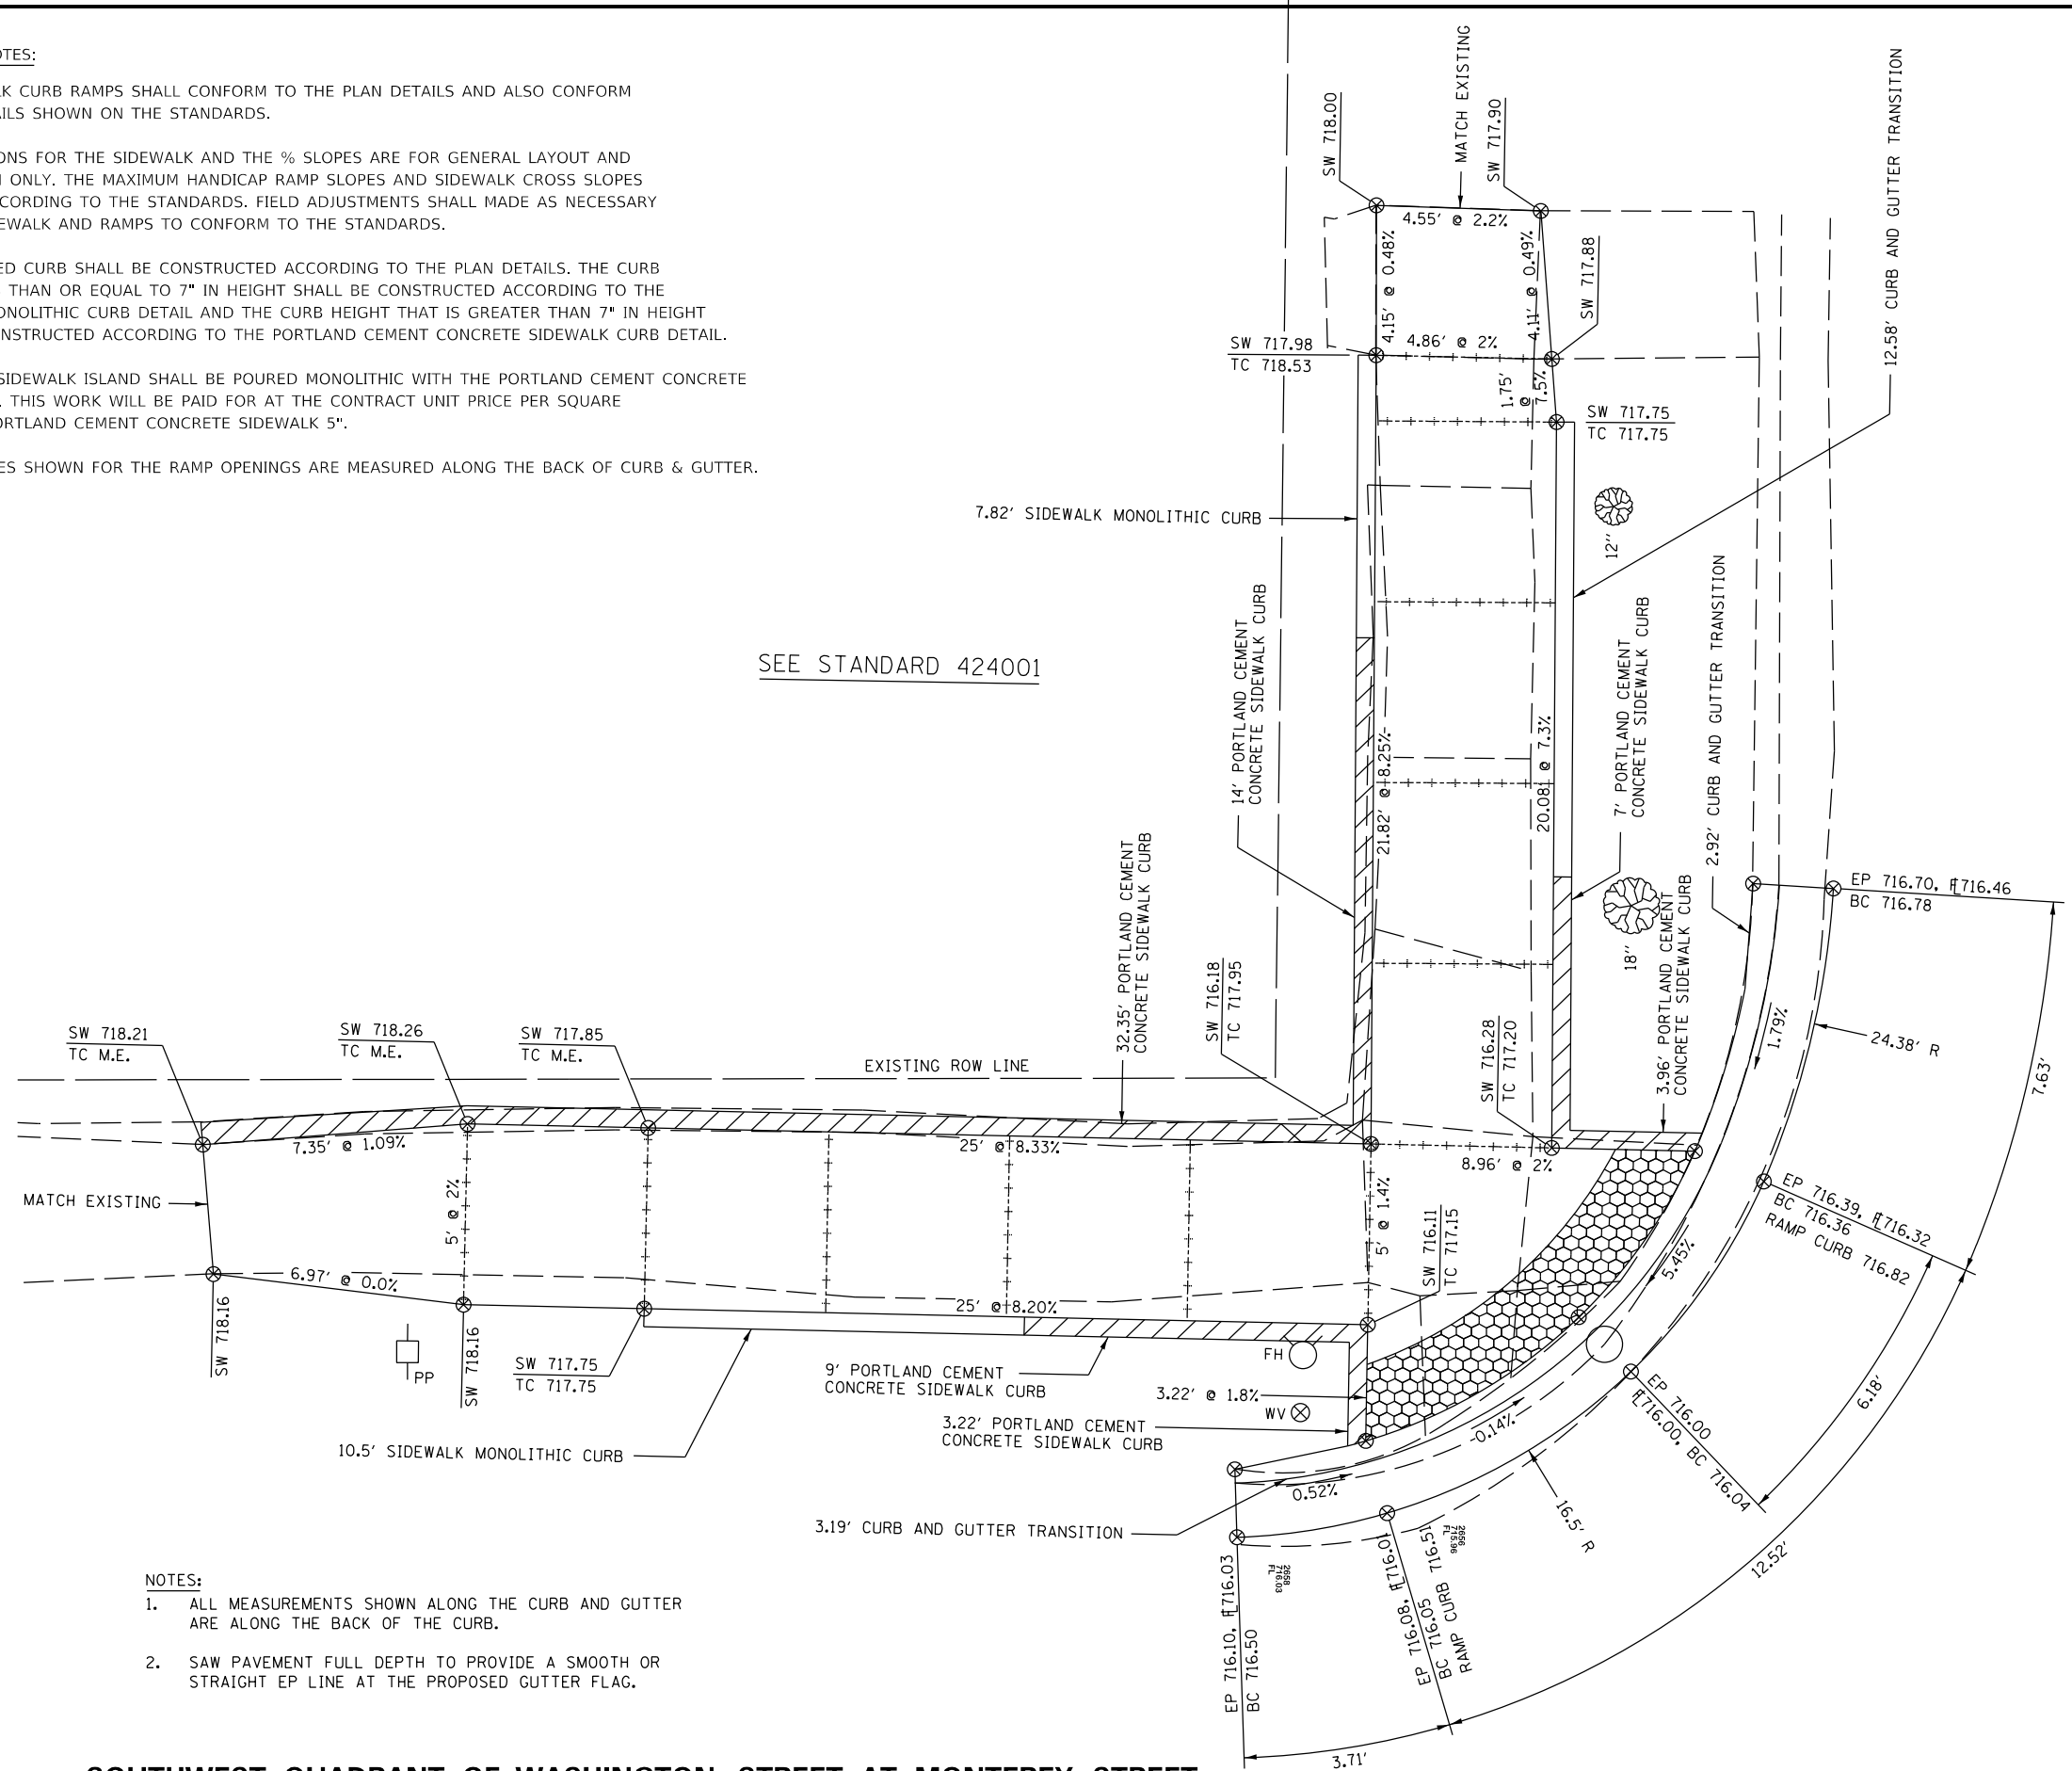 NOTES:
CURB RAMPS SHALL CONFORM TO THE PLAN DETAILS AND ALSO CONFORM
SHOWN ON THE STANDARDS.
FOR THE SIDEWALK AND THE % SLOPES ARE FOR GENERAL LAYOUT AND
ONLY. THE MAXIMUM HANDICAP RAMP SLOPES AND SIDEWALK CROSS SLOPES
TO THE STANDARDS. FIELD ADJUSTMENTS SHALL MADE AS NECESSARY
AND RAMPS TO CONFORM TO THE STANDARDS.
CURB SHALL BE CONSTRUCTED ACCORDING TO THE PLAN DETAILS. THE CURB
THAN OR EQUAL TO 7" IN HEIGHT SHALL BE CONSTRUCTED ACCORDING TO THE
MONOLITHIC CURB DETAIL AND THE CURB HEIGHT THAT IS GREATER THAN 7" IN HEIGHT
CONSTRUCTED ACCORDING TO THE PORTLAND CEMENT CONCRETE SIDEWALK CURB DETAIL.
SIDEWALK ISLAND SHALL BE POURED MONOLITHIC WITH THE PORTLAND CEMENT CONCRETE
. THIS WORK WILL BE PAID FOR AT THE CONTRACT UNIT PRICE PER SQUARE
PORTLAND CEMENT CONCRETE SIDEWALK 5".
SHOWN FOR THE RAMP OPENINGS ARE MEASURED ALONG THE BACK OF CURB & GUTTER.
SW 718.00
MATCH EXISTING
SW 717.90
12.58' CURB AND GUTTER TRANSITION
4.55' @ 2.2%
4.15' @ 0.48%
4.11' @ 0.49%
SW 717.88
SW 717.98
TC 718.53
4.86' @ 2%
1.75'
@ 7.5%
SW 717.75
TC 717.75
7.82' SIDEWALK MONOLITHIC CURB
12"
14' PORTLAND CEMENT
CONCRETE SIDEWALK CURB
7' PORTLAND CEMENT
CONCRETE SIDEWALK CURB
2.92' CURB AND GUTTER TRANSITION
SEE STANDARD 424001
21.82' @ 8.25%
20.08' @ 7.3%
18"
3.96' PORTLAND CEMENT
CONCRETE SIDEWALK CURB
EP 716.70, FL 716.46
BC 716.78
32.35' PORTLAND CEMENT
CONCRETE SIDEWALK CURB
SW 716.18
TC 717.95
SW 716.28
TC 717.20
1.79%
24.38' R
7.63'
SW 718.21
TC M.E.
SW 718.26
TC M.E.
SW 717.85
TC M.E.
EXISTING ROW LINE
7.35' @ 1.09%
25' @ 8.33%
8.96' @ 2%
MATCH EXISTING
5' @ 2%
5' @ 1.4%
SW 716.11
TC 717.15
EP 716.39, FL 716.32
BC 716.36
RAMP CURB 716.82
5.45%
6.97' @ 0.0%
25' @ 8.20%
SW 718.16
PP
SW 718.16
SW 717.75
TC 717.75
9' PORTLAND CEMENT
CONCRETE SIDEWALK CURB
FH
3.22' @ 1.8%
WV
3.22' PORTLAND CEMENT
CONCRETE SIDEWALK CURB
10.5' SIDEWALK MONOLITHIC CURB
-0.14%
EP 716.00
FL 716.00, BC 716.04
6.18'
0.52%
3.19' CURB AND GUTTER TRANSITION
16.5' R
12.52'
2656
715.96
FL
2658
716.03
FL
EP 716.10, FL 716.03
BC 716.50
EP 716.08, FL 716.01
BC 716.05
RAMP CURB 716.51
3.71'
NOTES:
1. ALL MEASUREMENTS SHOWN ALONG THE CURB AND GUTTER
ARE ALONG THE BACK OF THE CURB.
2. SAW PAVEMENT FULL DEPTH TO PROVIDE A SMOOTH OR
STRAIGHT EP LINE AT THE PROPOSED GUTTER FLAG.
SOUTHWEST QUADRANT OF WASHINGTON STREET AT MONTEREY STREET